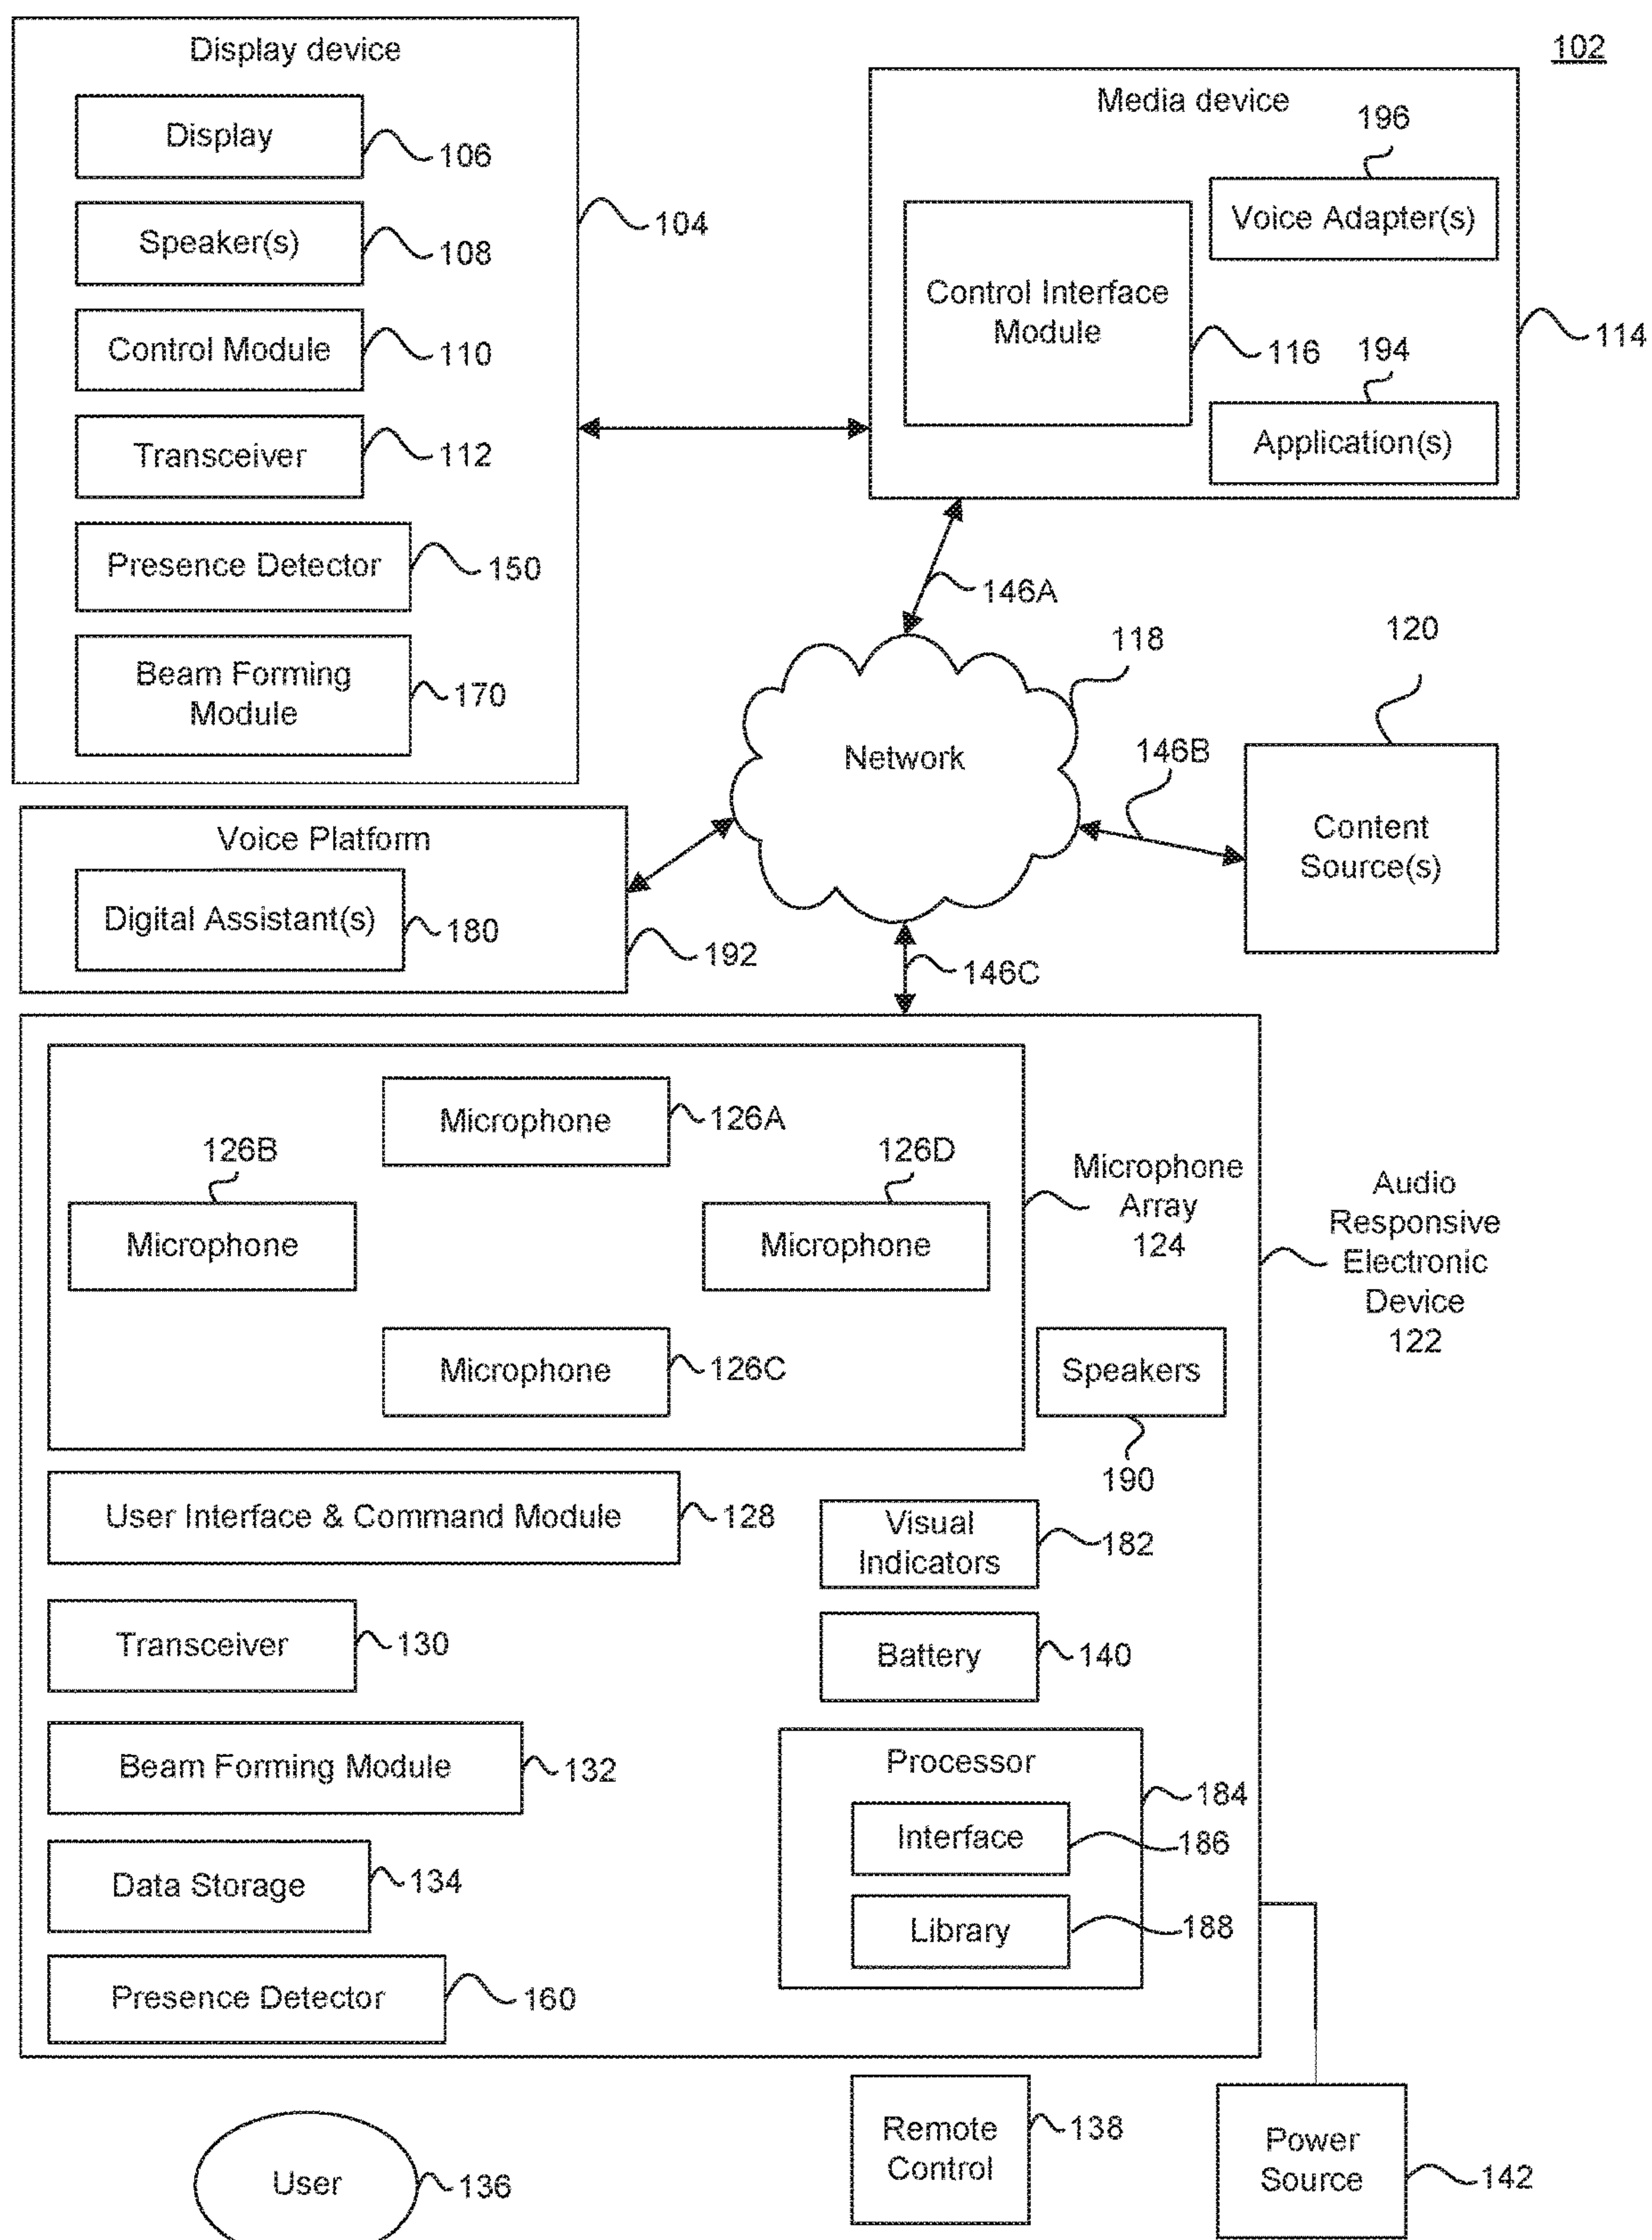 102
Display device
Display
106
Speaker(s)
108
Control Module
110
Transceiver
112
Presence Detector
150
Beam Forming
Module
170
104
Media device
196
Voice Adapter(s)
Control Interface
Module
116
194
Application(s)
114
146A
118
Network
120
146B
Content
Source(s)
Voice Platform
Digital Assistant(s)
180
192
146C
Microphone
126A
126B
Microphone
126D
Microphone
Microphone
126C
Microphone
Array
124
Audio
Responsive
Electronic
Device
122
Speakers
190
User Interface & Command Module
128
Visual
Indicators
182
Transceiver
130
Battery
140
Beam Forming Module
132
Processor
184
Interface
186
Library
188
Data Storage
134
Presence Detector
160
User
136
Remote
Control
138
Power
Source
142